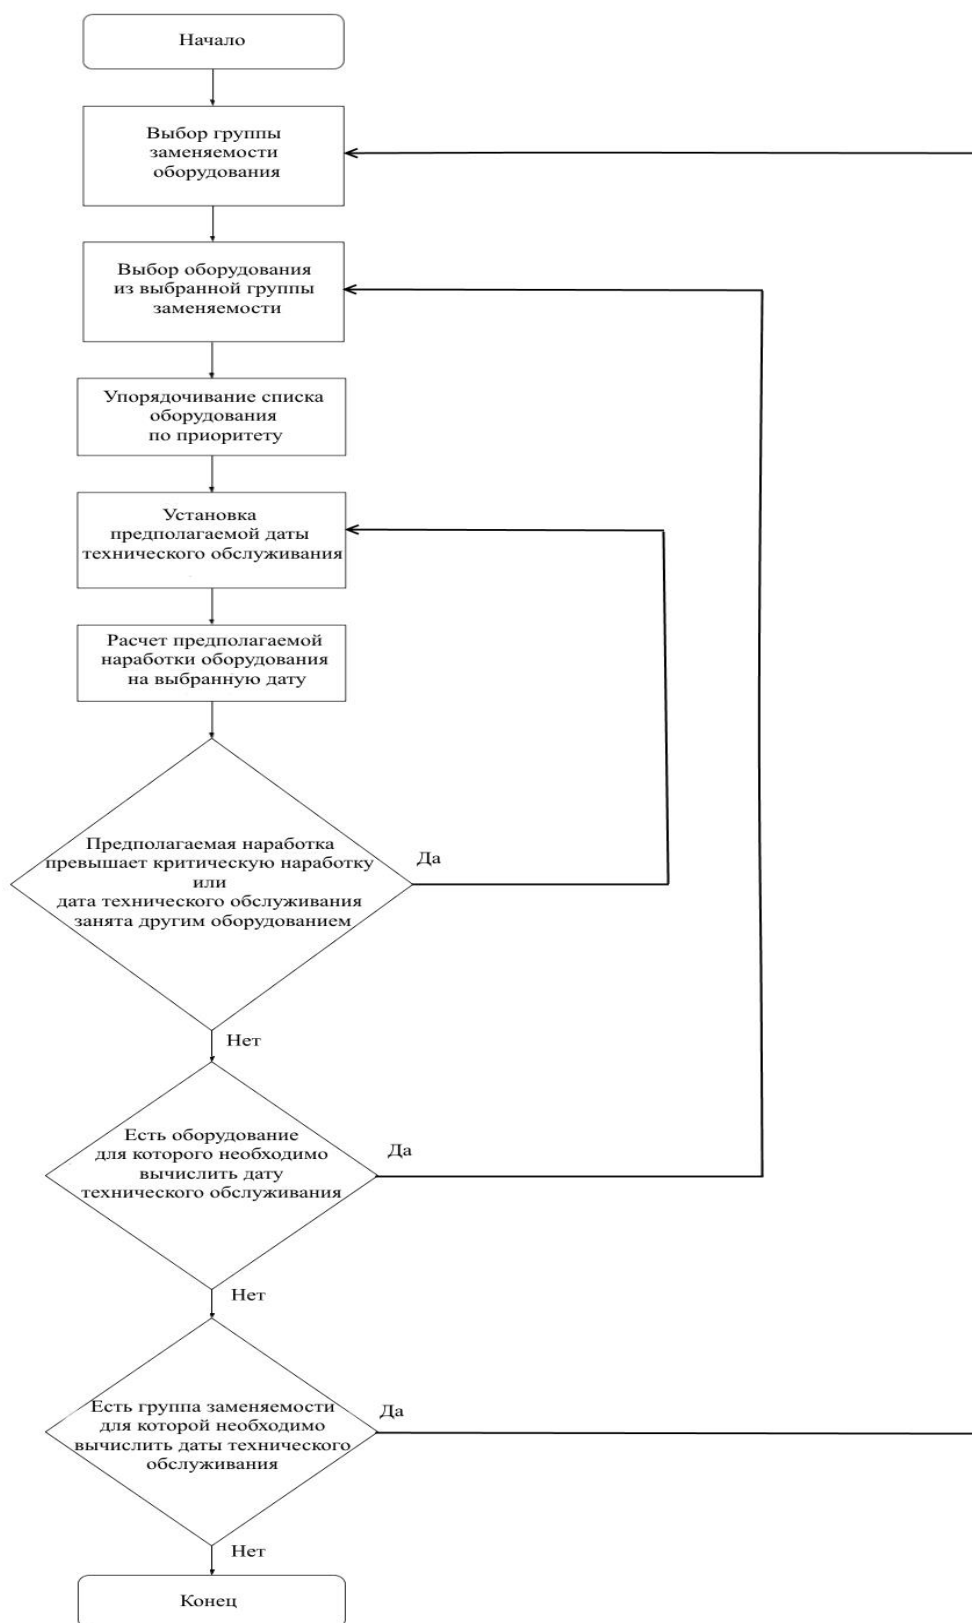 Начало
Выбор группы
заменяемости
оборудования
Выбор оборудования
из выбранной группы
заменяемости
Упорядочивание списка
оборудования
по приоритету
Установка
предполагаемой даты
технического обслуживания
Расчет предполагаемой
наработки оборудования
на выбранную дату
Предполагаемая наработка
превышает критическую наработку
или
дата технического обслуживания
занята другим оборудованием
Да
Нет
Есть оборудование
для которого необходимо
вычислить дату
технического обслуживания
Да
Нет
Есть группа заменяемости
для которой необходимо
вычислить даты технического
обслуживания
Да
Нет
Конец